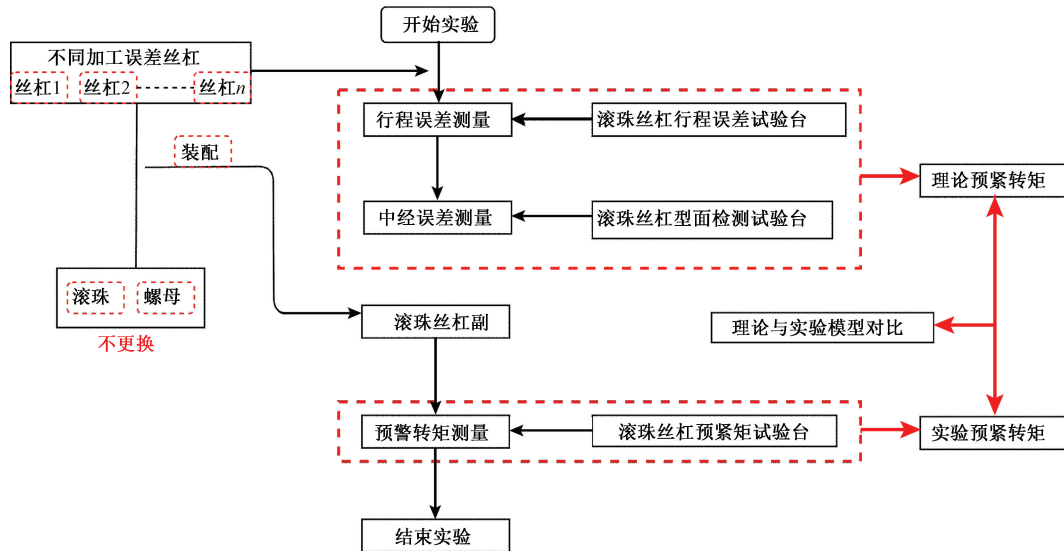 开始实验
不同加工误差丝杠
丝杠1 丝杠2 丝杠n
行程误差测量
滚珠丝杠行程误差试验台
装配
理论预紧转矩
中经误差测量
滚珠丝杠型面检测试验台
滚珠 螺母
不更换
滚珠丝杠副
理论与实验模型对比
预警转矩测量
滚珠丝杠预紧矩试验台
实验预紧转矩
结束实验